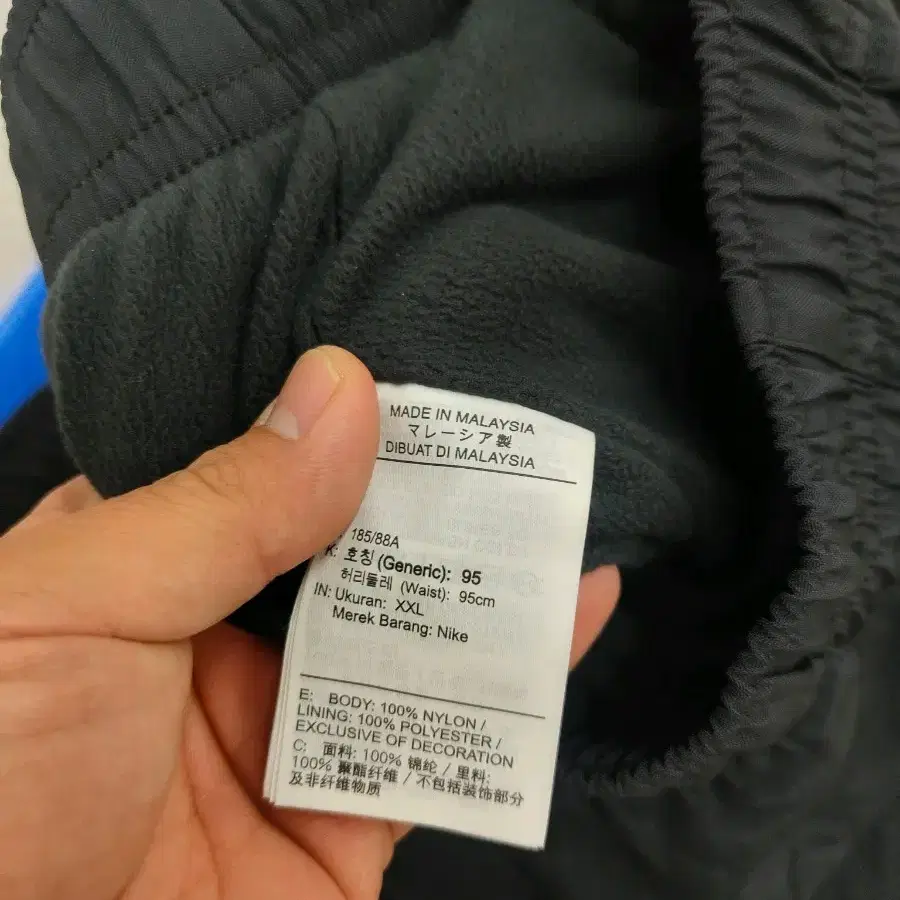 MADE IN MALAYSIA
マレーシア製
DIBUAT DI MALAYSIA
185/88A
K: 호칭 (Generic): 95
허리둘레 (Waist): 95cm
IN: Ukuran: XXL
Merek Barang: Nike
E: BODY: 100% NYLON /
LINING: 100% POLYESTER /
EXCLUSIVE OF DECORATION
C: 面料: 100% 锦纶 / 里料:
100% 聚酯纤维 / 不包括装饰部分
及非纤维物质